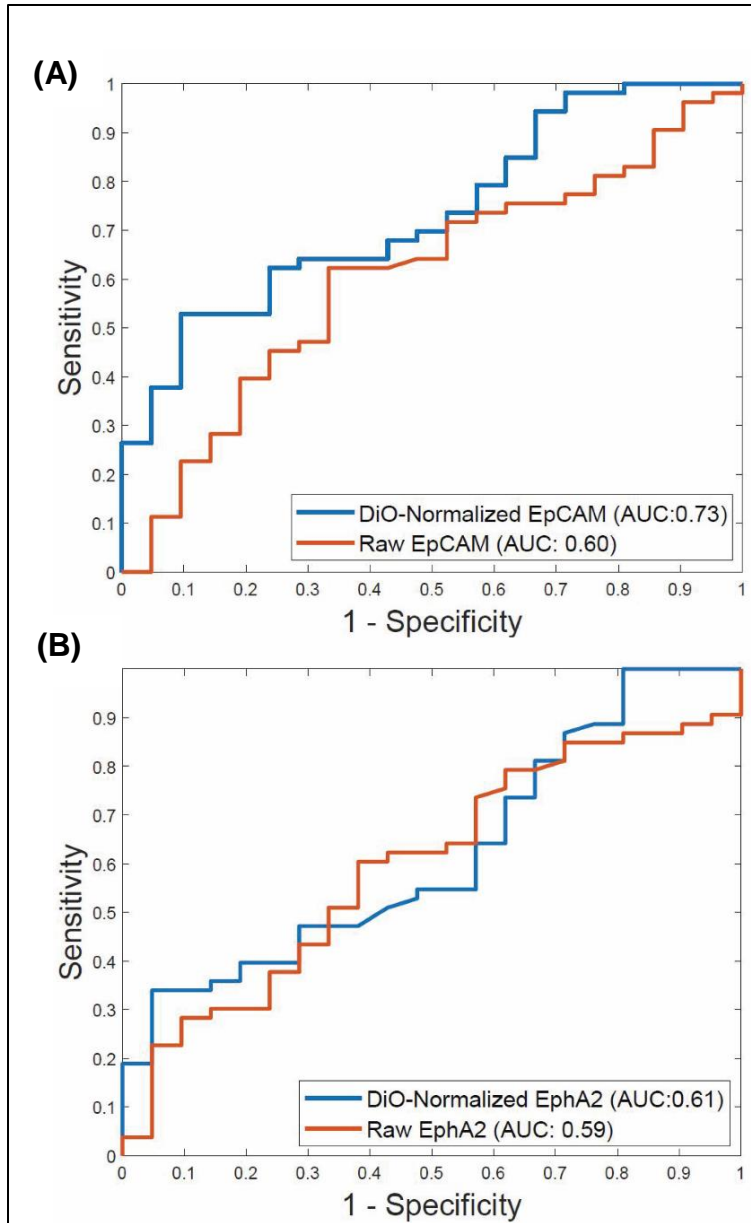 (A)
1
0.9
0.8
0.7
0.6
0.5
0.4
0.3
0.2
0.1
0
Sensitivity
DiO-Normalized EpCAM (AUC:0.73)
Raw EpCAM (AUC: 0.60)
0 0.1 0.2 0.3 0.4 0.5 0.6 0.7 0.8 0.9 1
1 - Specificity
(B)
0.9
0.8
0.7
0.6
0.5
0.4
0.3
0.2
0.1
0
Sensitivity
DiO-Normalized EphA2 (AUC:0.61)
Raw EphA2 (AUC: 0.59)
0 0.1 0.2 0.3 0.4 0.5 0.6 0.7 0.8 0.9 1
1 - Specificity